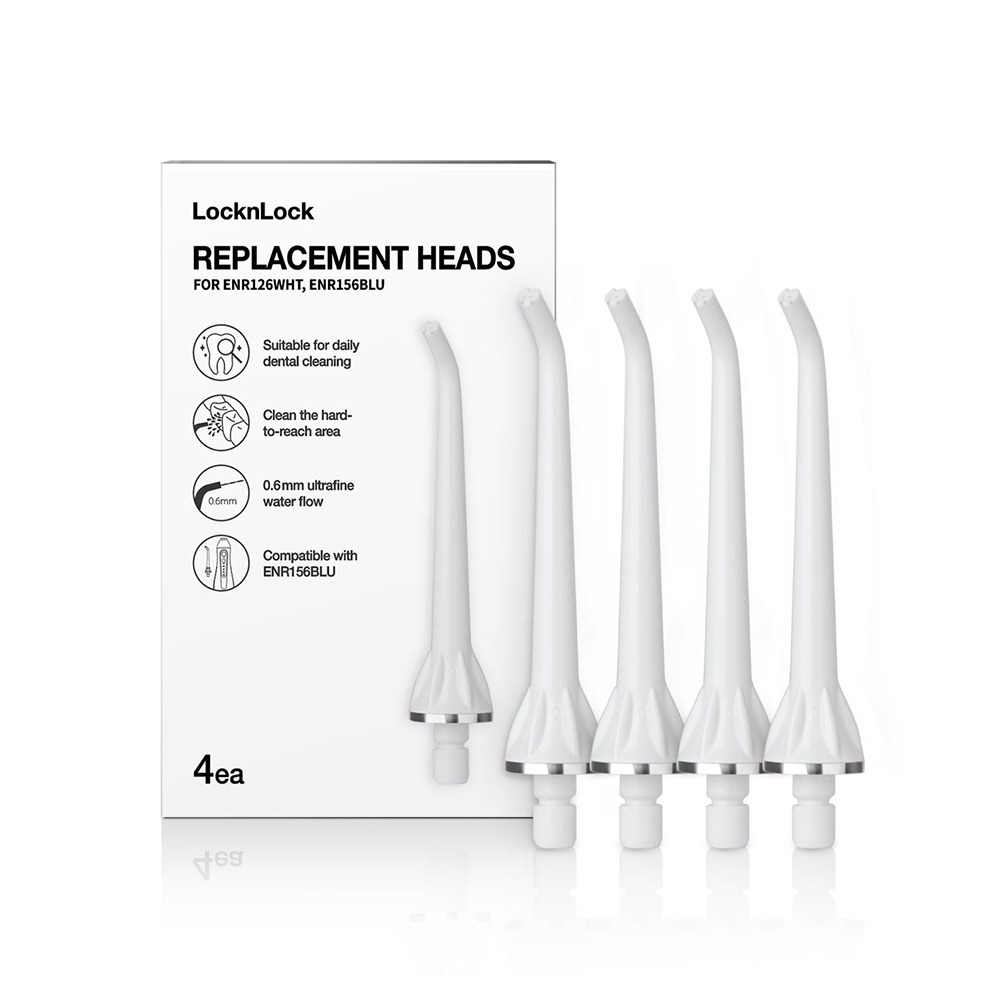 LocknLock
REPLACEMENT HEADS
FOR ENR126WHT, ENR156BLU
Suitable for daily
dental cleaning
Clean the hard-
to-reach area
0.6mm
0.6mm ultrafine
water flow
Compatible with
ENR156BLU
4ea